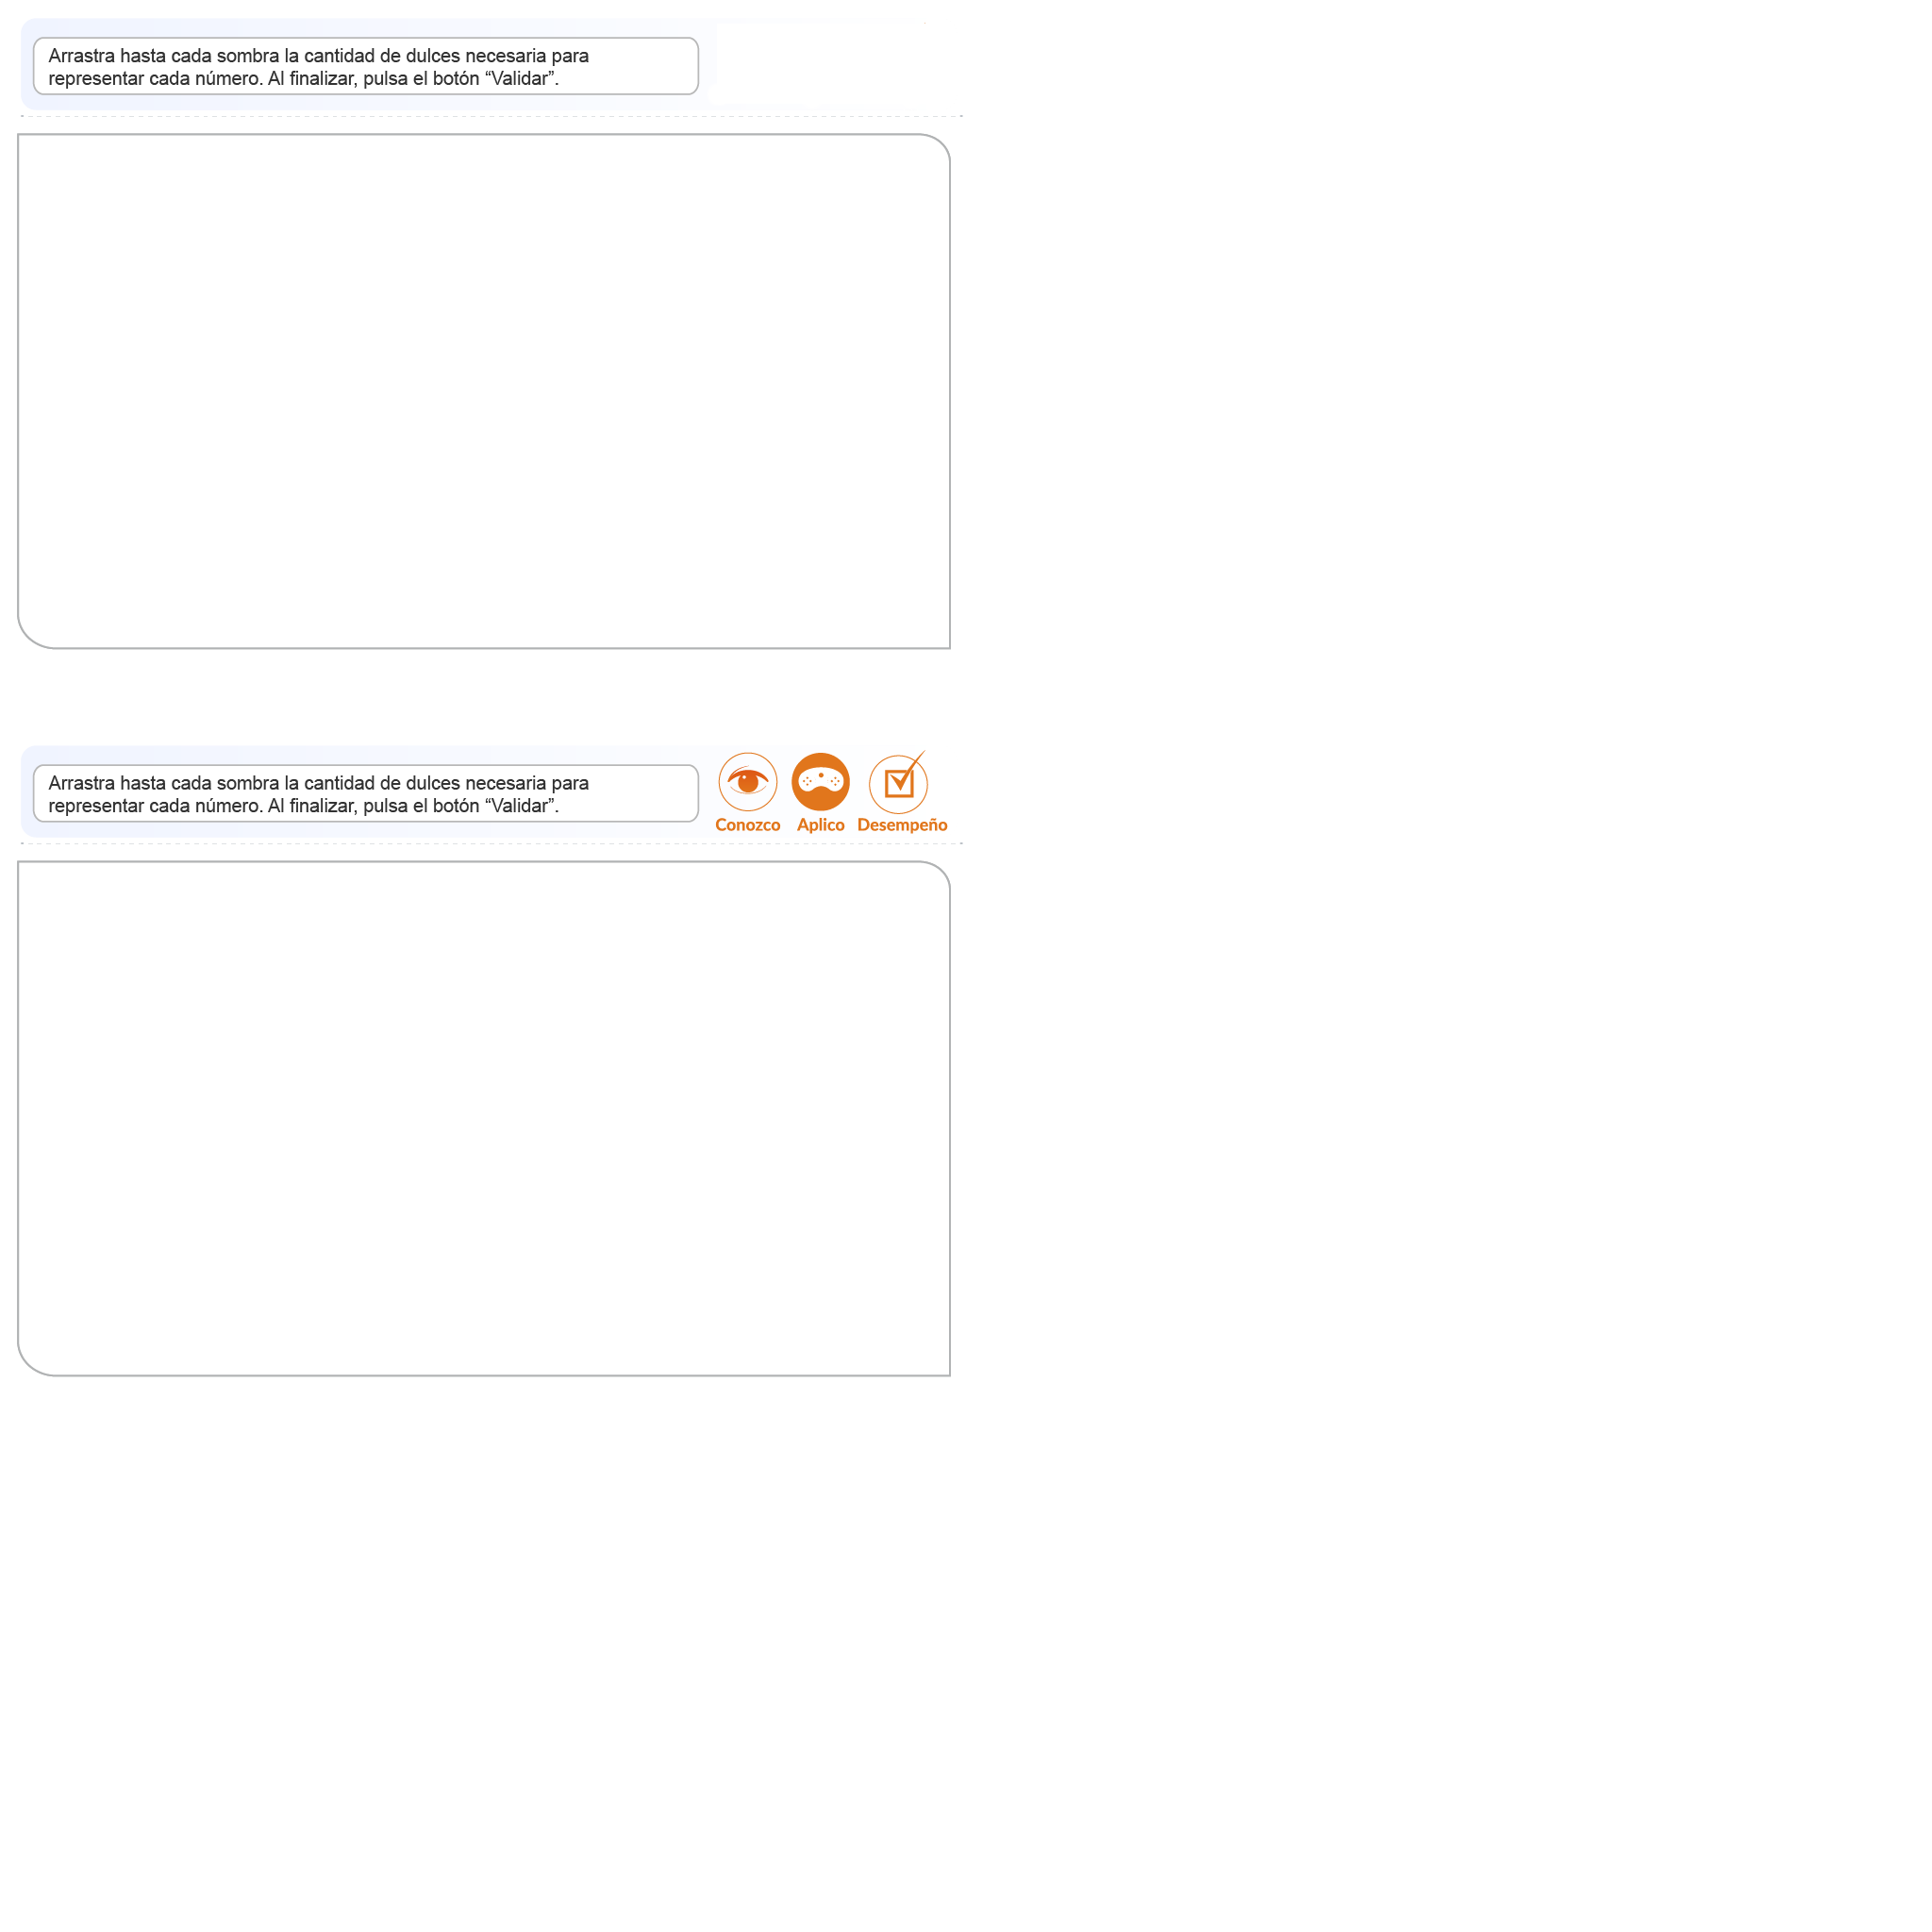 Arrastra hasta cada sombra la cantidad de dulces necesaria para
representar cada número. Al finalizar, pulsa el botón “Validar”.
Arrastra hasta cada sombra la cantidad de dulces necesaria para
representar cada número. Al finalizar, pulsa el botón “Validar”.
Conozco Aplico Desempeño